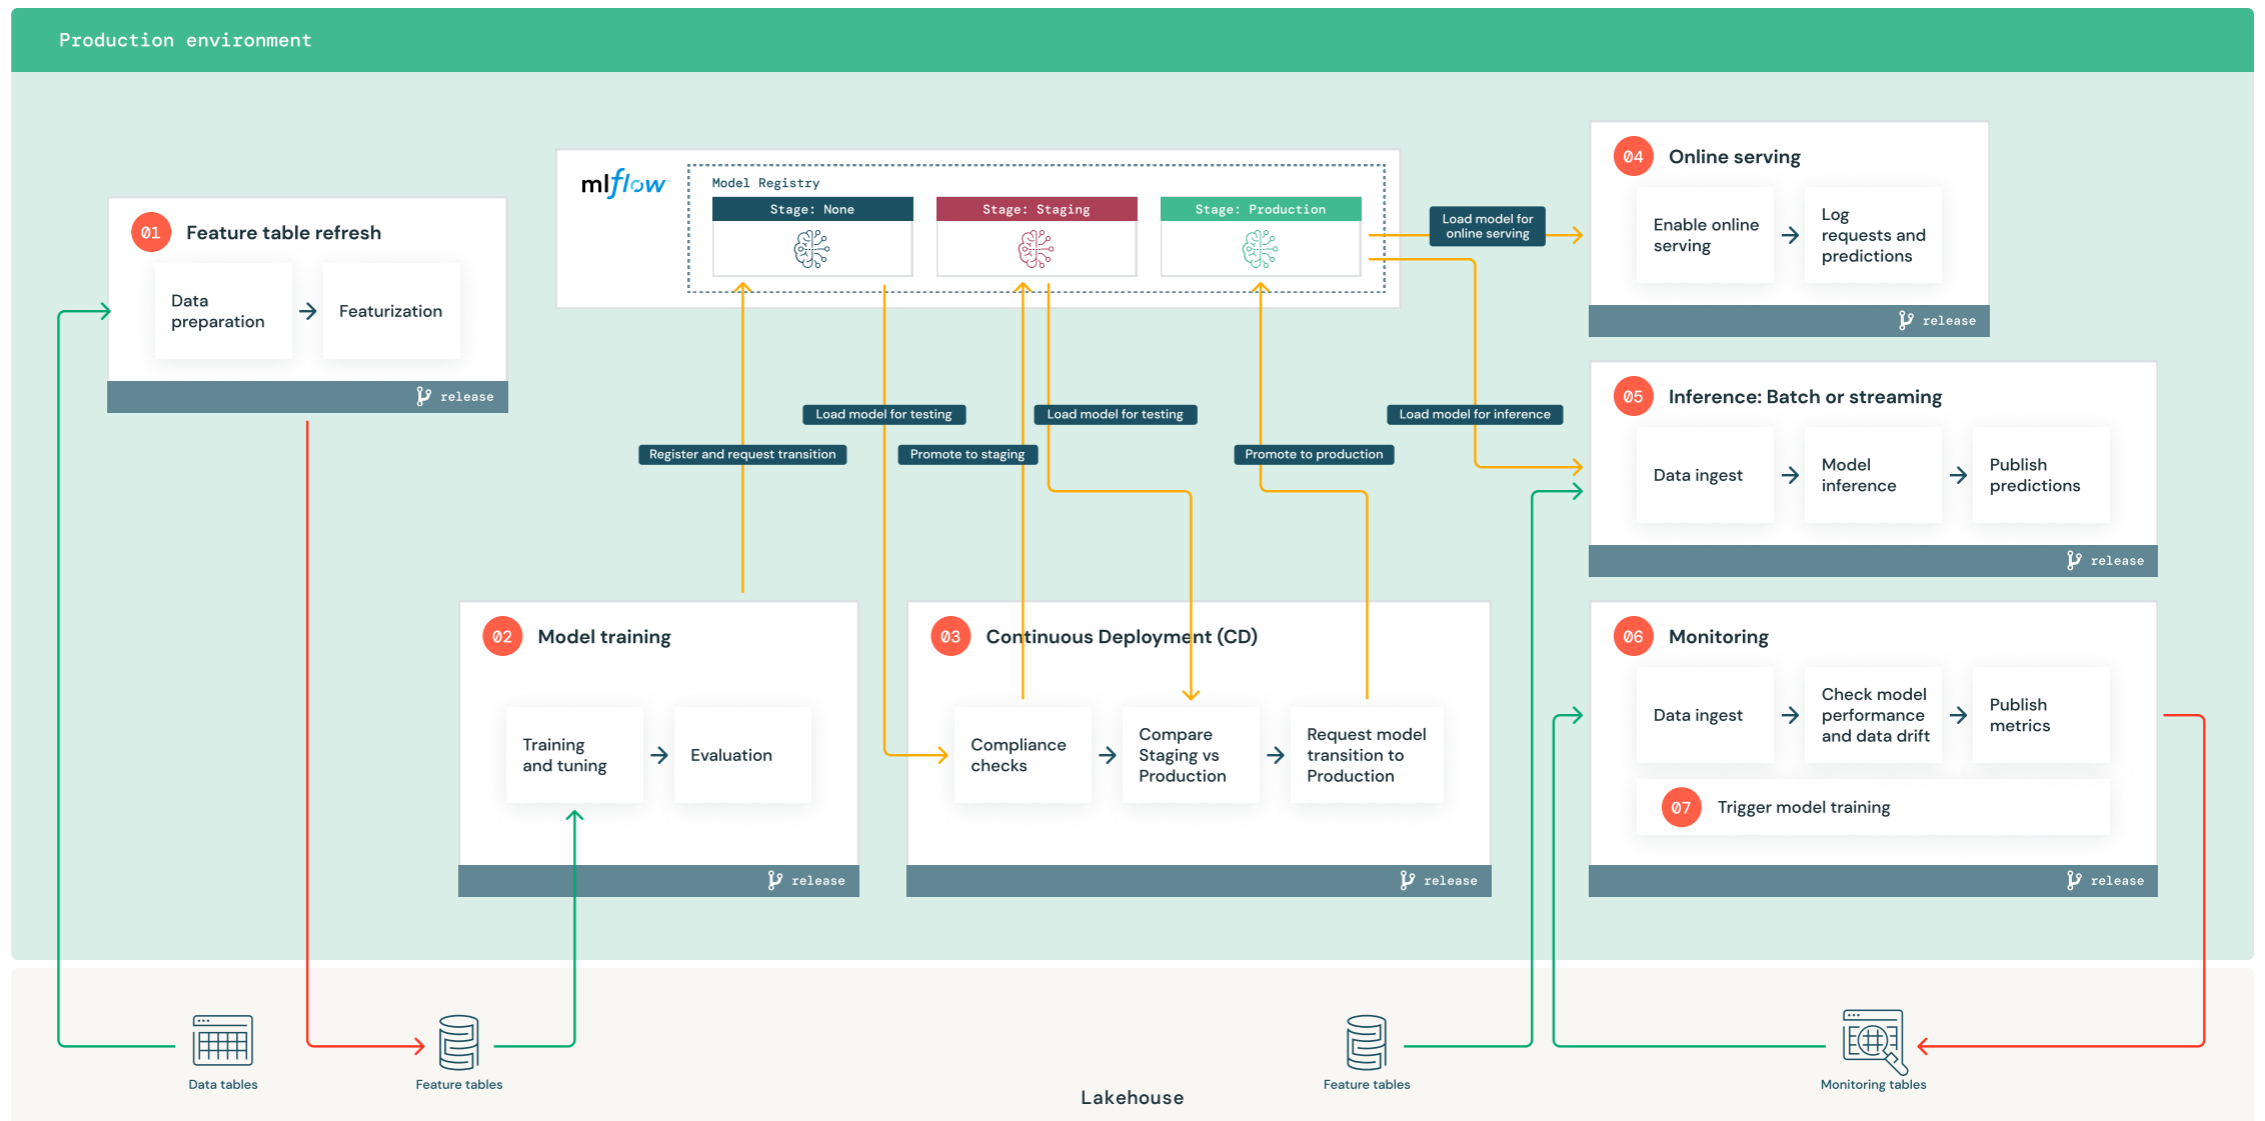 Production environment
01
Feature table refresh
Data
preparation
Featurization
release
mlflow
Model Registry
Stage: None
Stage: Staging
Stage: Production
Load model for
online serving
04
Online serving
Enable online
serving
Log
requests and
predictions
release
Load model for testing
Load model for testing
Load model for inference
Register and request transition
Promote to staging
Promote to production
05
Inference: Batch or streaming
Data ingest
Model
inference
Publish
predictions
release
02
Model training
Training
and tuning
Evaluation
release
03
Continuous Deployment (CD)
Compliance
checks
Compare
Staging vs
Production
Request model
transition to
Production
release
06
Monitoring
Data ingest
Check model
performance
and data drift
Publish
metrics
07
Trigger model training
release
Data tables
Feature tables
Feature tables
Monitoring tables
Lakehouse